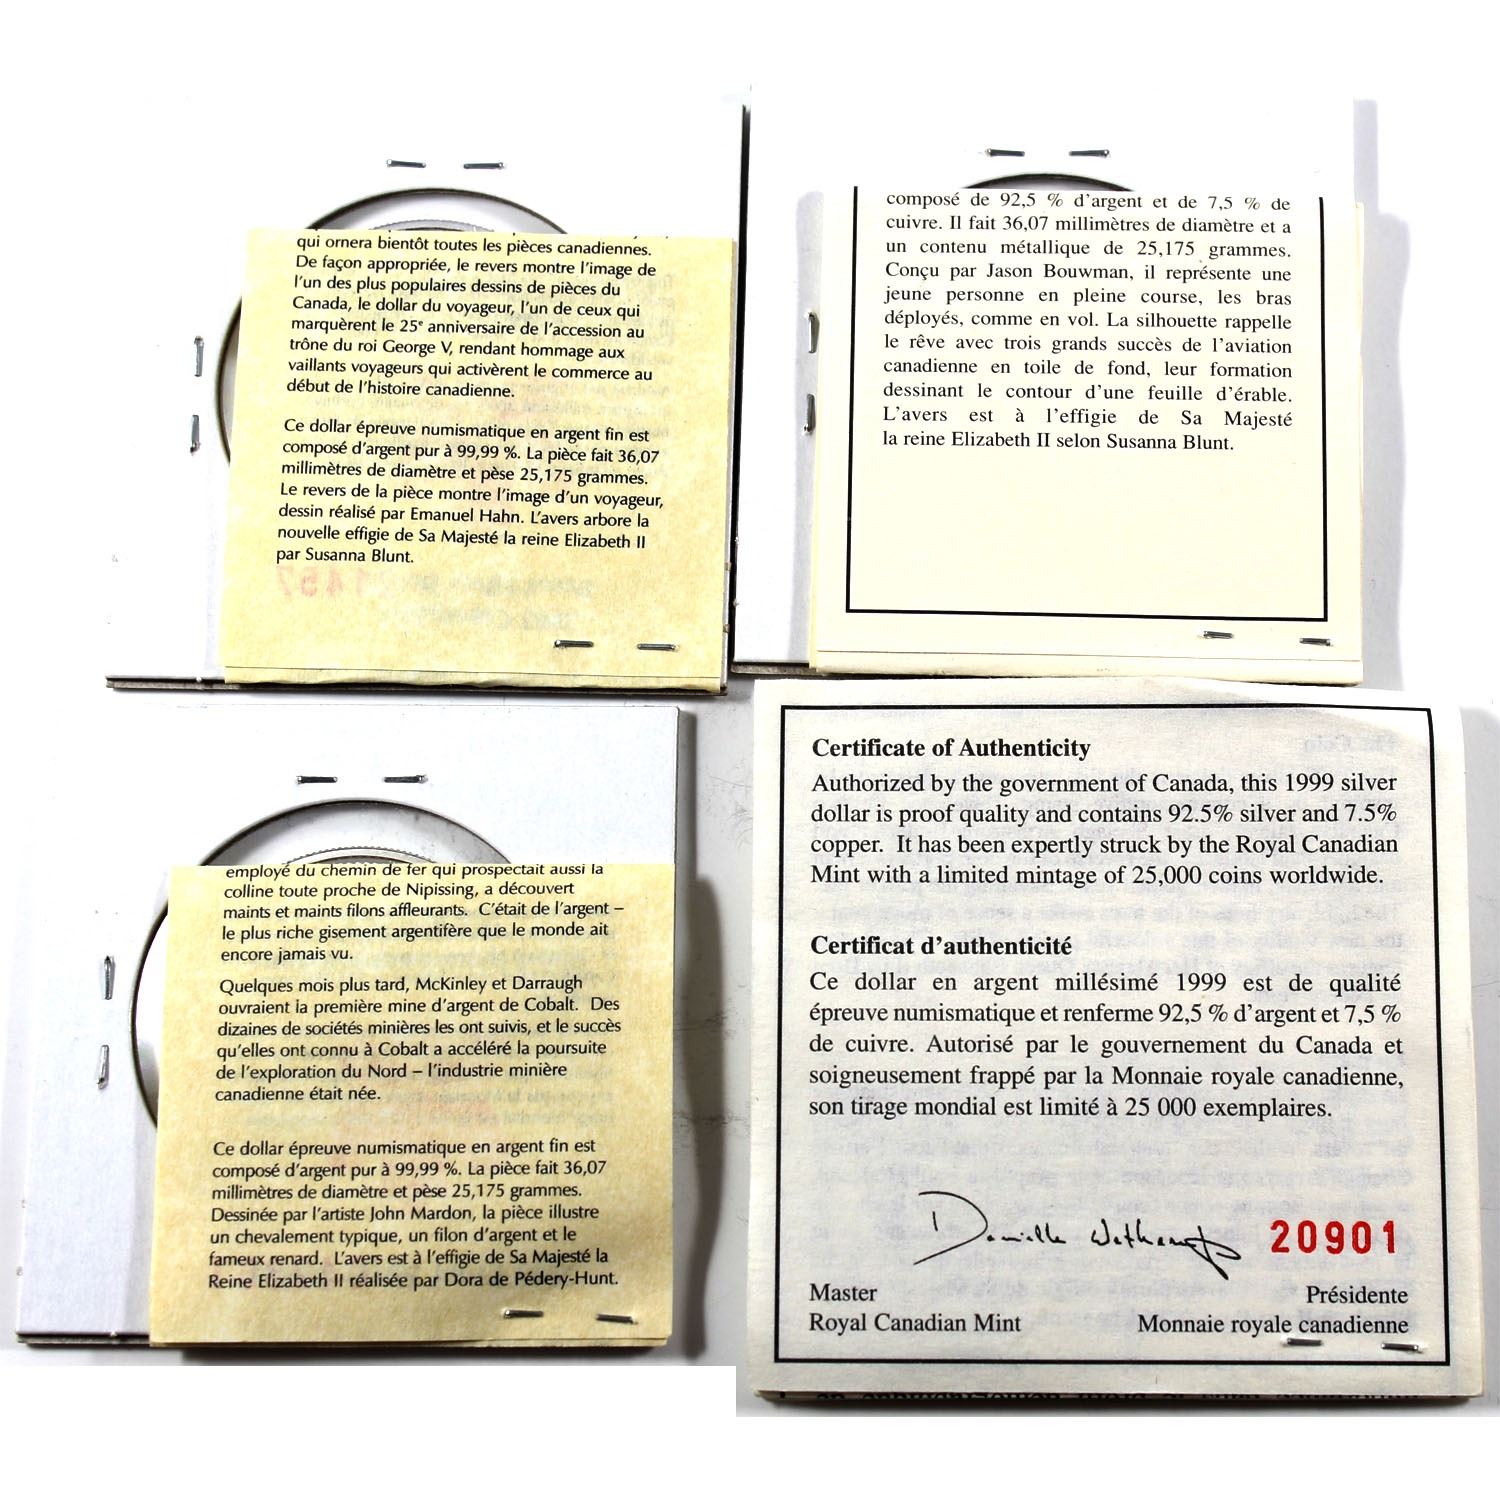 qui ornera bientôt toutes les pièces canadiennes.
De façon appropriée, le revers montre l'image de
l'un des plus populaires dessins de pièces du
Canada, le dollar du voyageur, l'un de ceux qui
marquèrent le 25e anniversaire de l'accession au
trône du roi George V, rendant hommage aux
vaillants voyageurs qui activèrent le commerce au
début de l'histoire canadienne.
Ce dollar épreuve numismatique en argent fin est
composé d'argent pur à 99,99 %. La pièce fait 36,07
millimètres de diamètre et pèse 25,175 grammes.
Le revers de la pièce montre l'image d'un voyageur,
dessin réalisé par Emanuel Hahn. L'avers arbore la
nouvelle effigie de Sa Majesté la reine Elizabeth II
par Susanna Blunt.
composé de 92,5 % d'argent et de 7,5 % de
cuivre. Il fait 36,07 millimètres de diamètre et a
un contenu métallique de 25,175 grammes.
Conçu par Jason Bouwman, il représente une
jeune personne en pleine course, les bras
déployés, comme en vol. La silhouette rappelle
le rêve avec trois grands succès de l'aviation
canadienne en toile de fond, leur formation
dessinant le contour d'une feuille d'érable.
L'avers est à l'effigie de Sa Majesté
la reine Elizabeth II selon Susanna Blunt.
employé du chemin de fer qui prospectait aussi la
colline toute proche de Nipissing, a découvert
maints et maints filons affleurants. C'était de l'argent –
le plus riche gisement argentifère que le monde ait
encore jamais vu.
Quelques mois plus tard, McKinley et Darraugh
ouvraient la première mine d'argent de Cobalt. Des
dizaines de sociétés minières les ont suivis, et le succès
qu'elles ont connu à Cobalt a accéléré la poursuite
de l'exploration du Nord – l'industrie minière
canadienne était née.
Ce dollar épreuve numismatique en argent fin est
composé d'argent pur à 99,99 %. La pièce fait 36,07
millimètres de diamètre et pèse 25,175 grammes.
Dessinée par l'artiste John Mardon, la pièce illustre
un chevalement typique, un filon d'argent et le
fameux renard. L'avers est à l'effigie de Sa Majesté la
Reine Elizabeth II réalisée par Dora de Pédery-Hunt.
Certificate of Authenticity
Authorized by the government of Canada, this 1999 silver
dollar is proof quality and contains 92.5% silver and 7.5%
copper. It has been expertly struck by the Royal Canadian
Mint with a limited mintage of 25,000 coins worldwide.
Certificat d'authenticité
Ce dollar en argent millésimé 1999 est de qualité
épreuve numismatique et renferme 92,5 % d'argent et 7,5 %
de cuivre. Autorisé par le gouvernement du Canada et
soigneusement frappé par la Monnaie royale canadienne,
son tirage mondial est limité à 25 000 exemplaires.
20901
Master Présidente
Royal Canadian Mint Monnaie royale canadienne